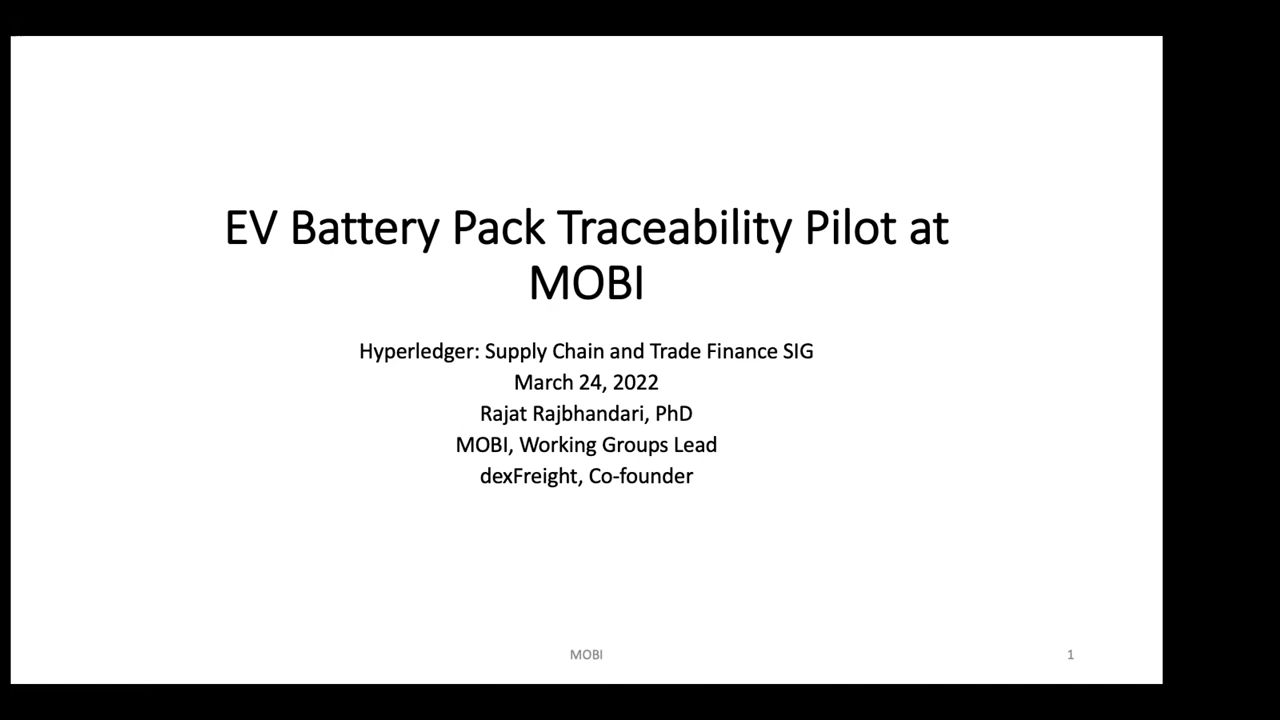 EV Battery Pack Traceability Pilot at
MOBI
Hyperledger: Supply Chain and Trade Finance SIG
March 24, 2022
Rajat Rajbhandari, PhD
MOBI, Working Groups Lead
dexFreight, Co-founder
MOBI
1